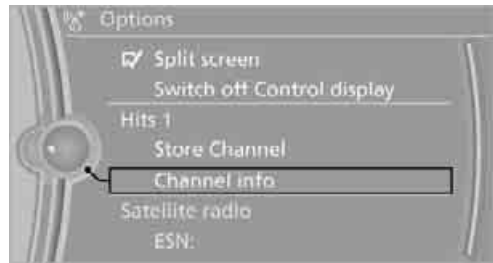 Options
Split screen
Switch off Control display
Hits 1
Store Channel
Channel info
Satellite radio
ESN: